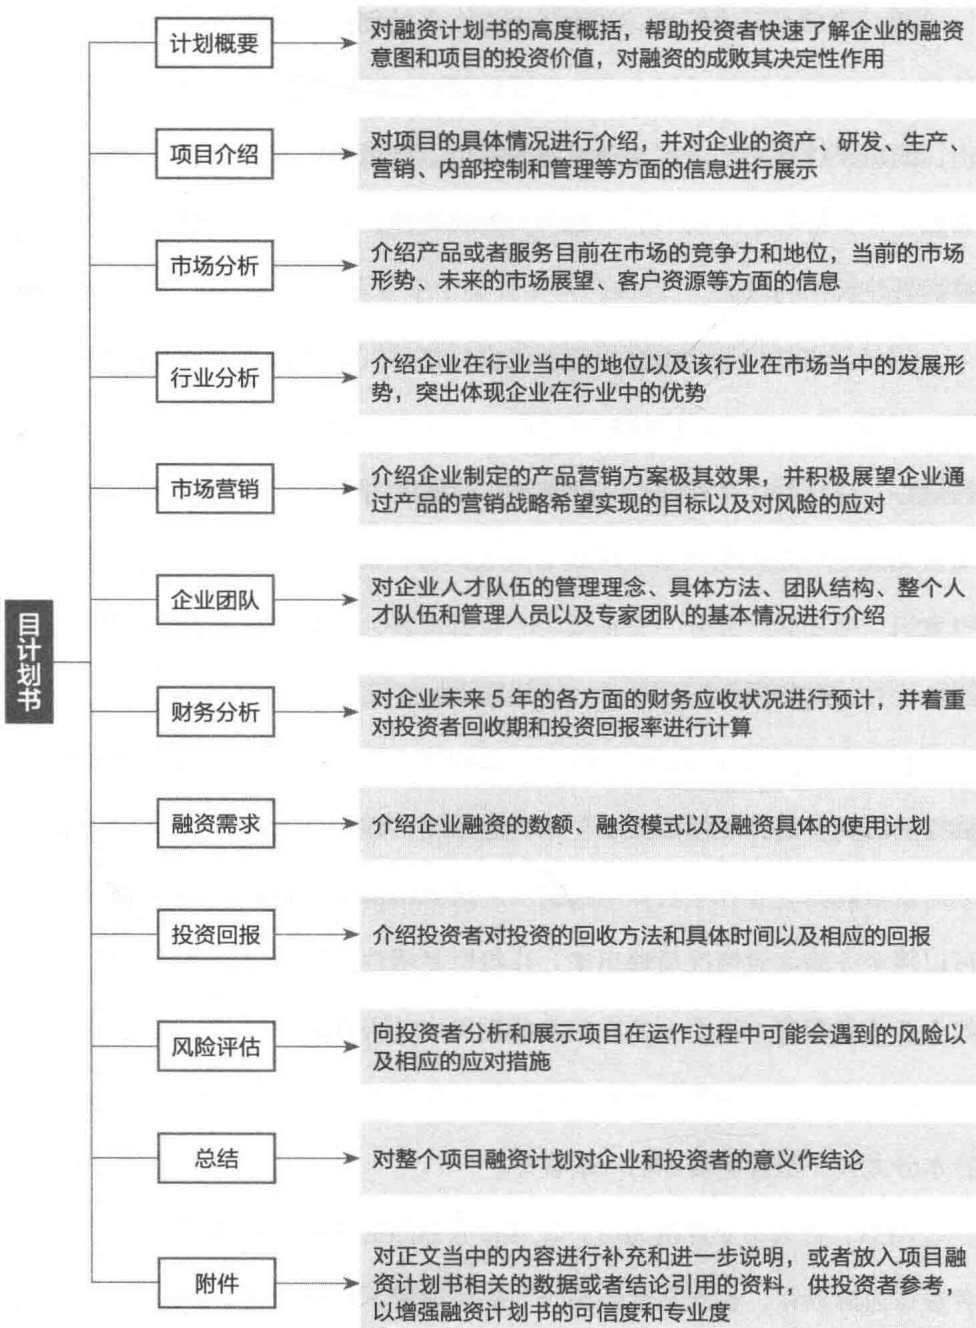 目计划书
计划概要
对融资计划书的高度概括，帮助投资者快速了解企业的融资
意图和项目的投资价值，对融资的成败其决定性作用
项目介绍
对项目的具体情况进行介绍，并对企业的资产、研发、生产、
营销、内部控制和管理等方面的信息进行展示
市场分析
介绍产品或者服务目前在市场的竞争力和地位，当前的市场
形势、未来的市场展望、客户资源等方面的信息
行业分析
介绍企业在行业当中的地位以及该行业在市场当中的发展形
势，突出体现企业在行业中的优势
市场营销
介绍企业制定的产品营销方案极其效果，并积极展望企业通
过产品的营销战略希望实现的目标以及对风险的应对
企业团队
对企业人才队伍的管理理念、具体方法、团队结构、整个人
才队伍和管理人员以及专家团队的基本情况进行介绍
财务分析
对企业未来 5 年的各方面的财务应收状况进行预计，并着重
对投资者回收期和投资回报率进行计算
融资需求
介绍企业融资的数额、融资模式以及融资具体的使用计划
投资回报
介绍投资者对投资的回收方法和具体时间以及相应的回报
风险评估
向投资者分析和展示项目在运作过程中可能会遇到的风险以
及相应的应对措施
总结
对整个项目融资计划对企业和投资者的意义作结论
附件
对正文当中的内容进行补充和进一步说明，或者放入项目融
资计划书相关的数据或者结论引用的资料，供投资者参考，
以增强融资计划书的可信度和专业度